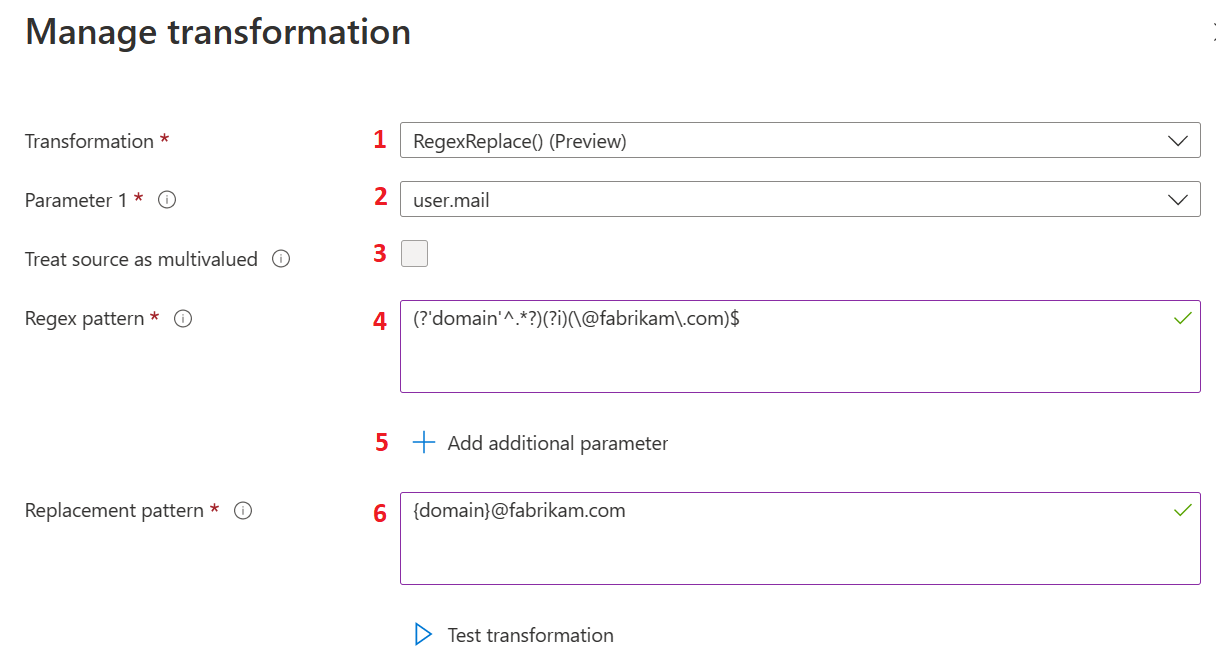 Manage transformation
Transformation * 1 RegexReplace() (Preview)
Parameter 1 * 2 user.mail
Treat source as multivalued 3
Regex pattern * 4 (?'domain'^.*?)(?i)(\@fabrikam\.com)$
5 Add additional parameter
Replacement pattern * 6 {domain}@fabrikam.com
Test transformation